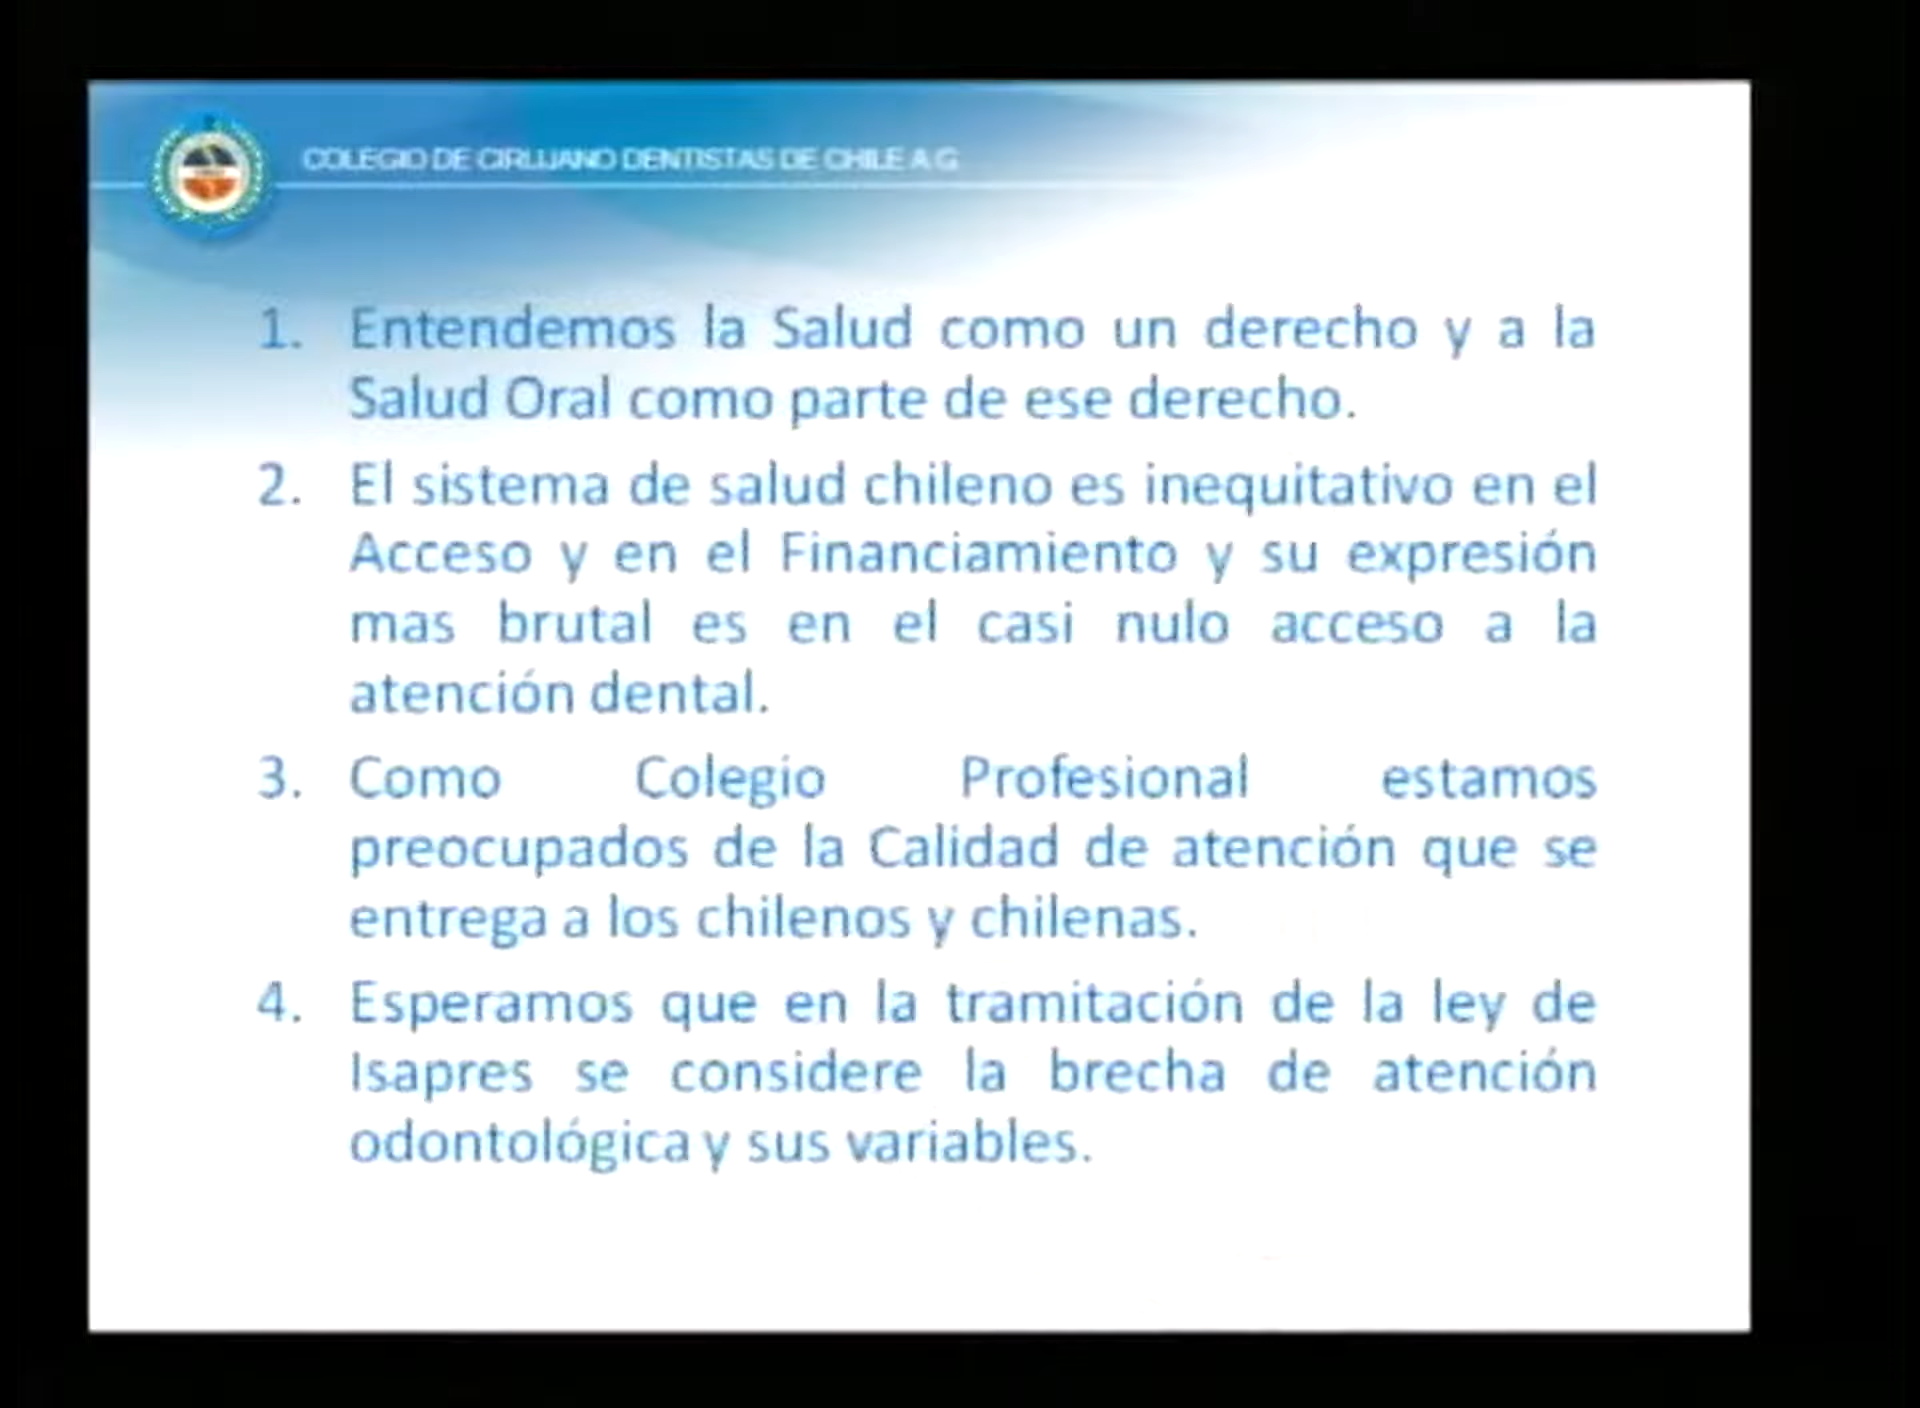 COLEGIO DE CIRUJANO DENTISTAS DE CHILE A.G
1. Entendemos la Salud como un derecho y a la
Salud Oral como parte de ese derecho.
2. El sistema de salud chileno es inequitativo en el
Acceso y en el Financiamiento y su expresión
mas brutal es en el casi nulo acceso a la
atención dental.
3. Como Colegio Profesional estamos
preocupados de la Calidad de atención que se
entrega a los chilenos y chilenas.
4. Esperamos que en la tramitación de la ley de
Isapres se considere la brecha de atención
odontológica y sus variables.